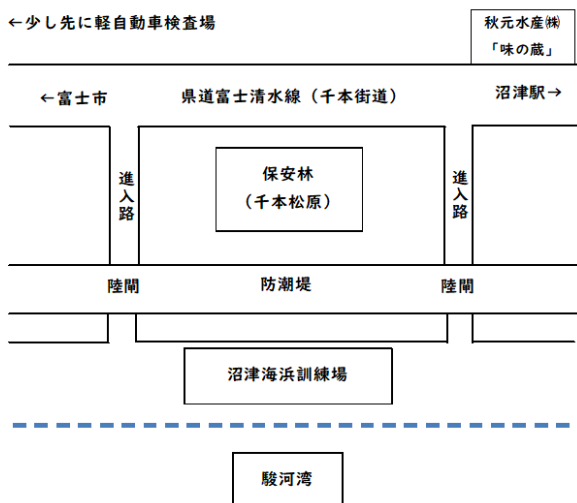 ←少し先に軽自動車検査場
秋元水産㈱
「味の蔵」
←富士市
県道富士清水線(千本街道)
沼津駅→
進入路
保安林
(千本松原)
進入路
陸閘
防潮堤
陸閘
沼津海浜訓練場
駿河湾